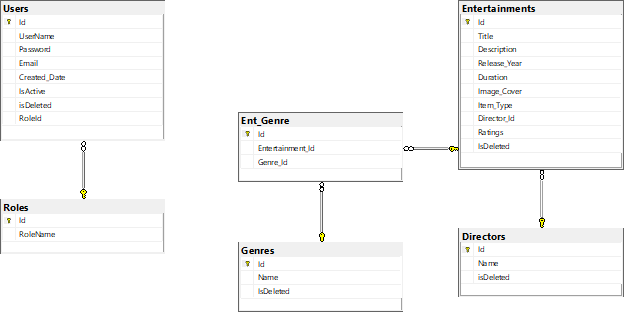 Users
Id
UserName
Password
Email
Created_Date
IsActive
isDeleted
RoleId
Roles
Id
RoleName
Ent_Genre
Id
Entertainment_Id
Genre_Id
Genres
Id
Name
IsDeleted
Entertainments
Id
Title
Description
Release_Year
Duration
Image_Cover
Item_Type
Director_Id
Ratings
IsDeleted
Directors
Id
Name
isDeleted